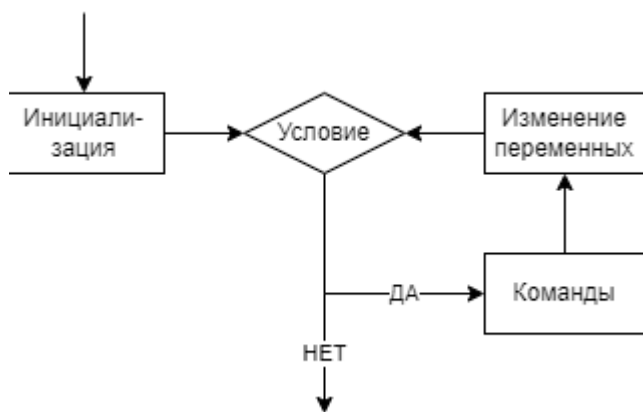 Инициали-
зация
Условие
Изменение
переменных
ДА
Команды
НЕТ